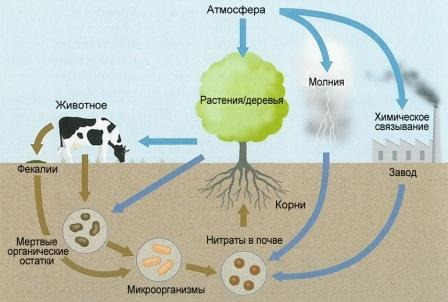 Атмосфера
Молния
Животное
Растения/деревья
Химическое
связывание
Фекалии
Завод
Корни
Мертвые
органические
остатки
Нитраты в почве
Микроорганизмы